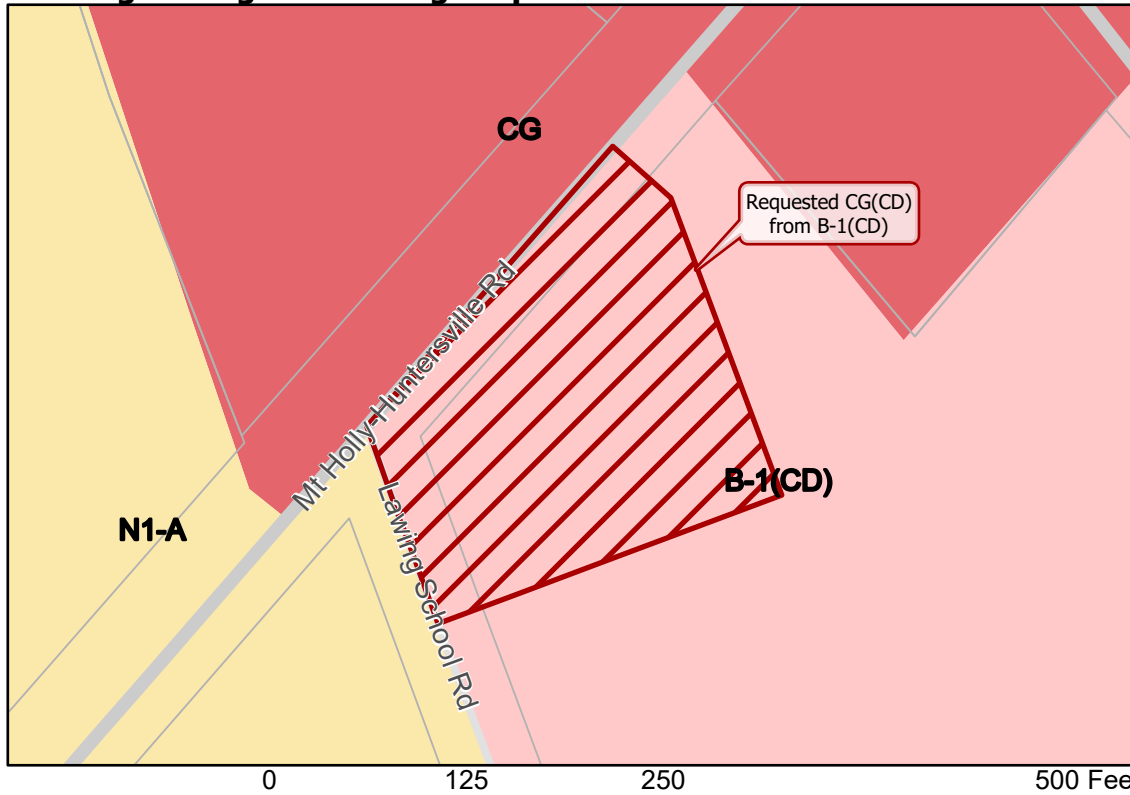 CG
Requested CG(CD)
from B-1(CD)
Mt Holly-Huntersville Rd
B-1(CD)
N1-A
Lawing School Rd
0 125 250 500 Fee